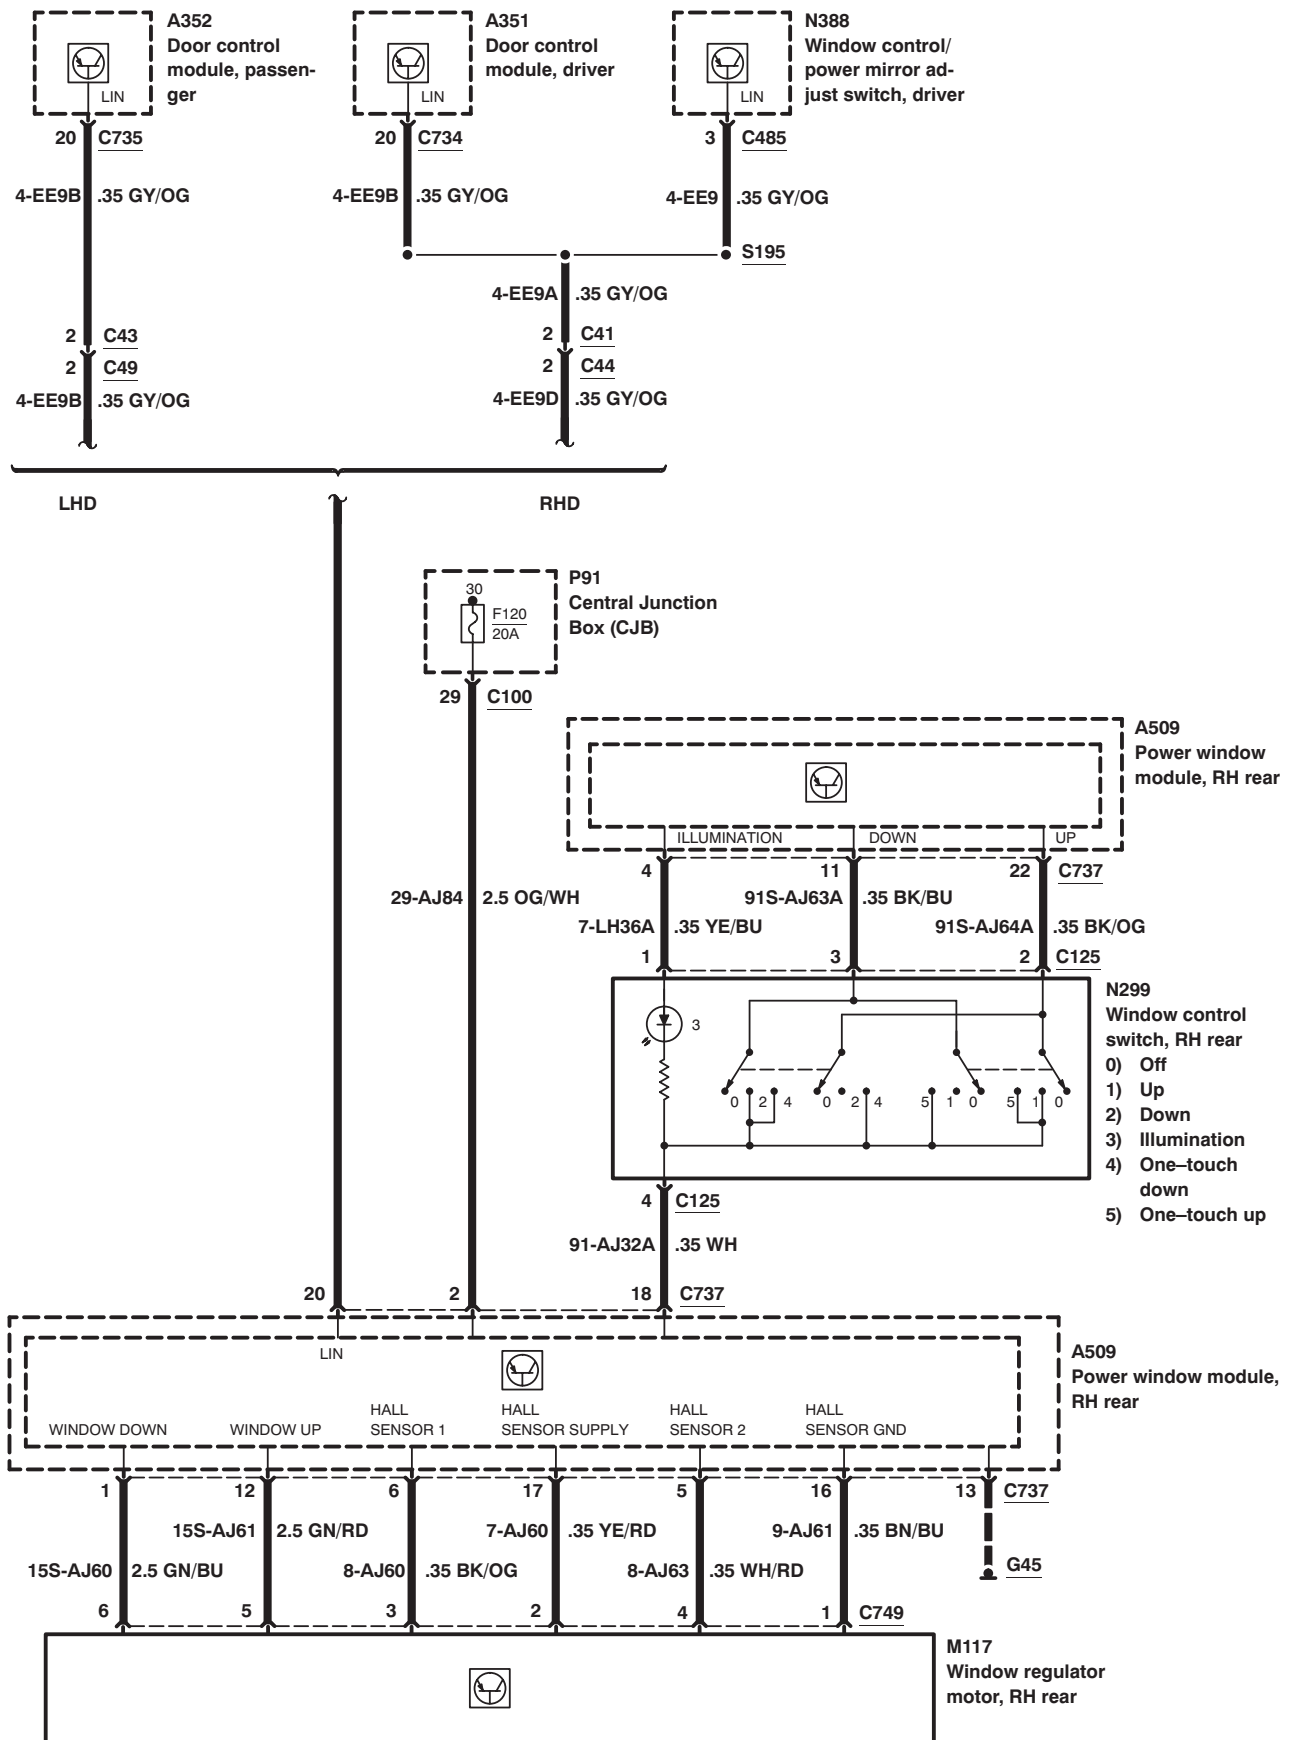 A352
Door control
module, passen-
ger
LIN
20 C735
4-EE9B .35 GY/OG
2 C43
2 C49
4-EE9B .35 GY/OG
A351
Door control
module, driver
LIN
20 C734
4-EE9B .35 GY/OG
N388
Window control/
power mirror ad-
just switch, driver
LIN
3 C485
4-EE9 .35 GY/OG
S195
4-EE9A .35 GY/OG
2 C41
2 C44
4-EE9D .35 GY/OG
LHD
RHD
P91
Central Junction
Box (CJB)
30
F120
20A
29 C100
29-AJ84 2.5 OG/WH
A509
Power window
module, RH rear
ILLUMINATION DOWN UP
4 11 22 C737
91S-AJ63A .35 BK/BU
7-LH36A .35 YE/BU 91S-AJ64A .35 BK/OG
1 3 2 C125
N299
Window control
switch, RH rear
0) Off
1) Up
2) Down
3) Illumination
4) One–touch
down
5) One–touch up
3
0 2 4 0 2 4 5 1 0 5 1 0
4 C125
91-AJ32A .35 WH
20 2 18 C737
A509
Power window module,
RH rear
LIN
WINDOW DOWN
WINDOW UP
HALL
SENSOR 1
HALL
SENSOR SUPPLY
HALL
SENSOR 2
HALL
SENSOR GND
1 12 6 17 5 16 13 C737
15S-AJ61 2.5 GN/RD 7-AJ60 .35 YE/RD 9-AJ61 .35 BN/BU
15S-AJ60 2.5 GN/BU 8-AJ60 .35 BK/OG 8-AJ63 .35 WH/RD
G45
6 5 3 2 4 1 C749
M117
Window regulator
motor, RH rear